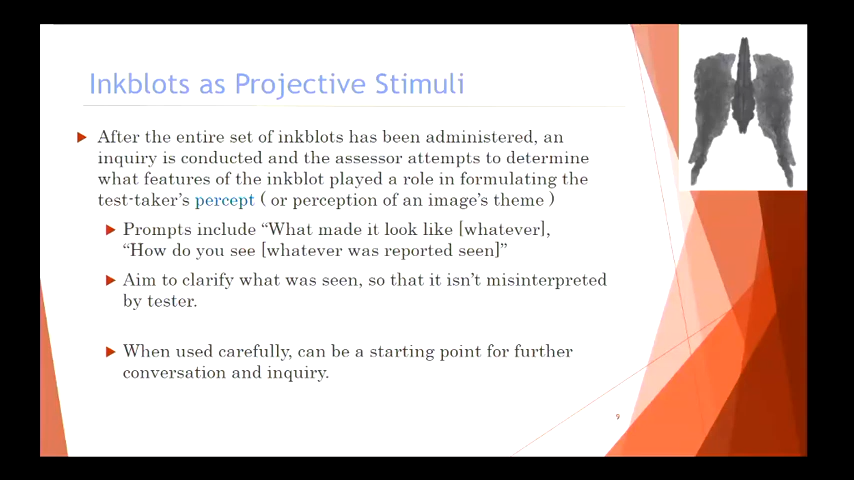 Inkblots as Projective Stimuli
After the entire set of inkblots has been administered, an
inquiry is conducted and the assessor attempts to determine
what features of the inkblot played a role in formulating the
test-taker's percept ( or perception of an image's theme )
Prompts include “What made it look like [whatever],
“How do you see [whatever was reported seen]”
Aim to clarify what was seen, so that it isn't misinterpreted
by tester.
When used carefully, can be a starting point for further
conversation and inquiry.
9